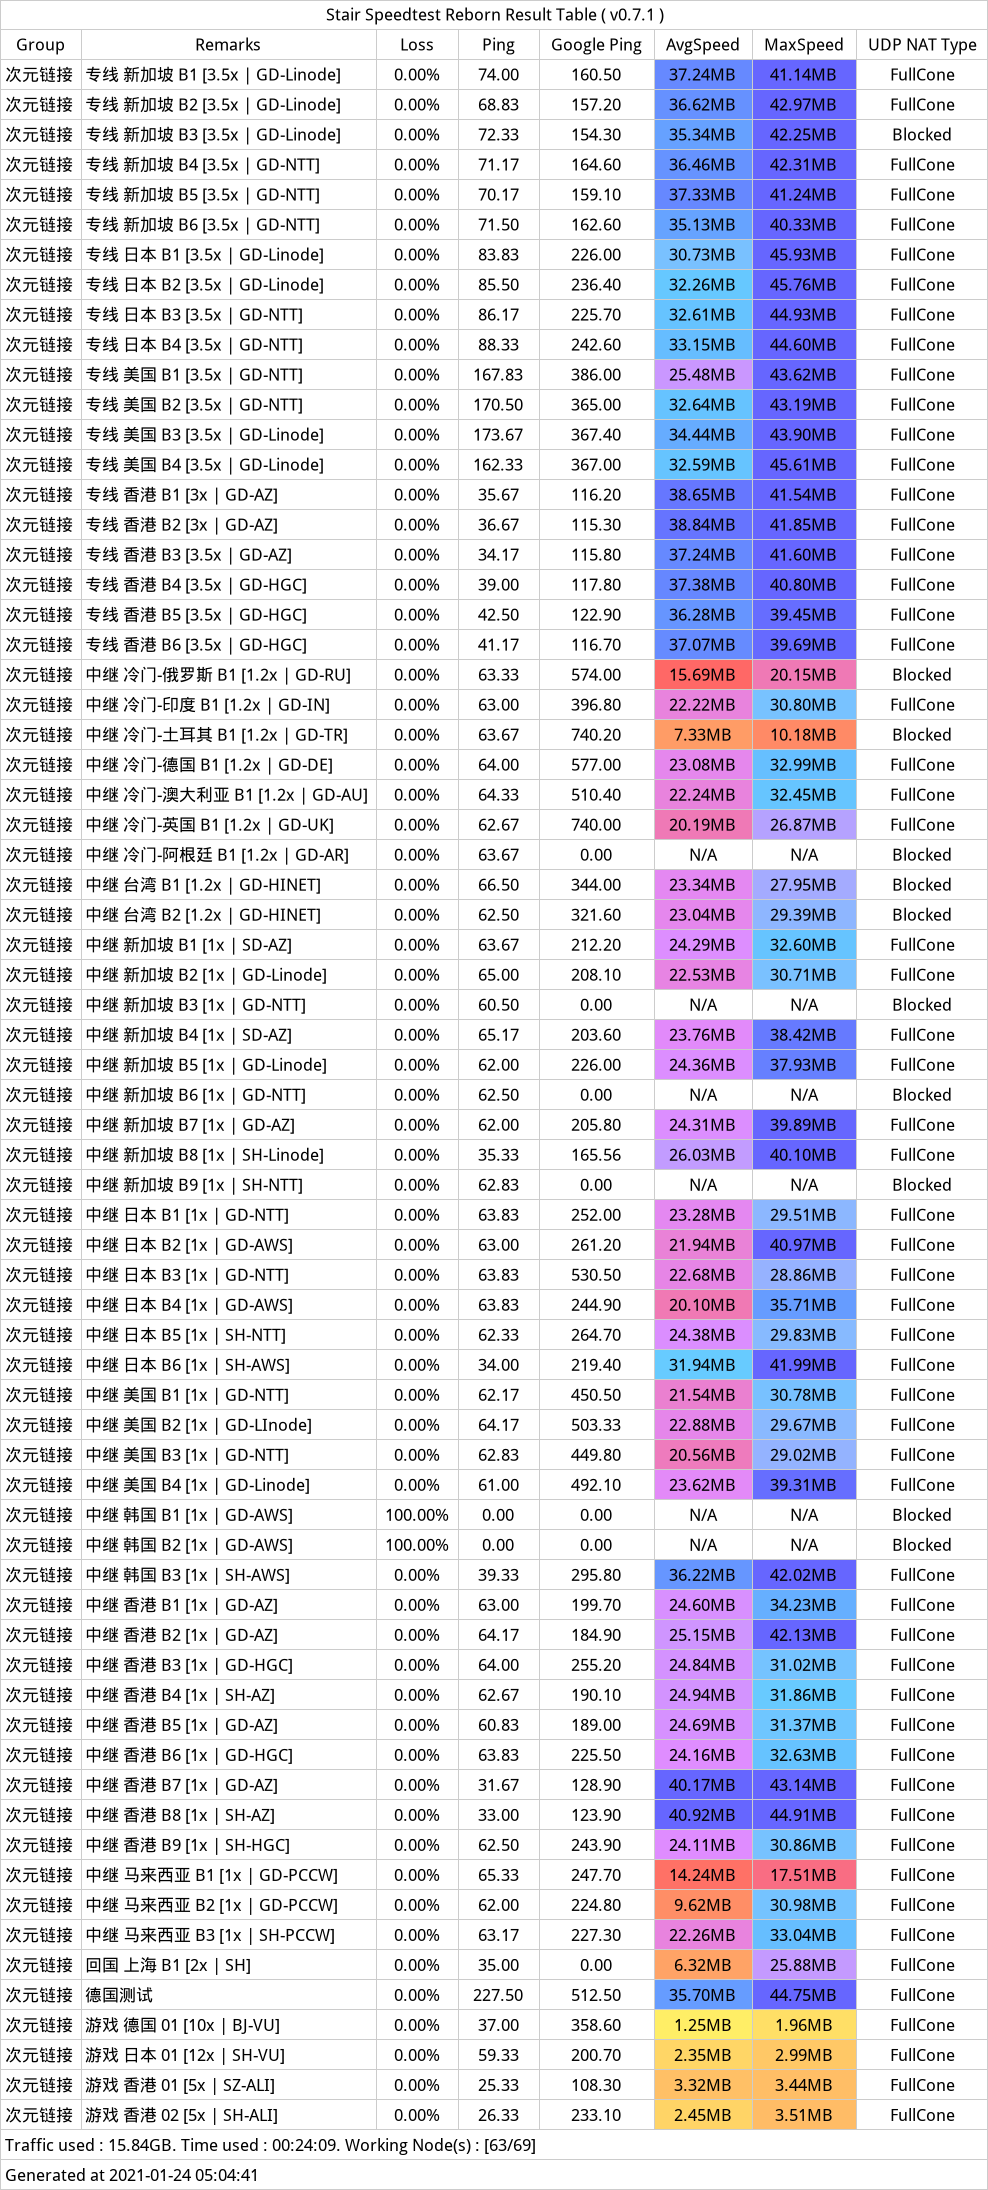 Stair Speedtest Reborn Result Table ( v0.7.1 )
Group Remarks Loss Ping Google Ping AvgSpeed MaxSpeed UDP NAT Type
次元链接 专线 新加坡 B1 [3.5x | GD-Linode] 0.00% 74.00 160.50 37.24MB 41.14MB FullCone
次元链接 专线 新加坡 B2 [3.5x | GD-Linode] 0.00% 68.83 157.20 36.62MB 42.97MB FullCone
次元链接 专线 新加坡 B3 [3.5x | GD-Linode] 0.00% 72.33 154.30 35.34MB 42.25MB Blocked
次元链接 专线 新加坡 B4 [3.5x | GD-NTT] 0.00% 71.17 164.60 36.46MB 42.31MB FullCone
次元链接 专线 新加坡 B5 [3.5x | GD-NTT] 0.00% 70.17 159.10 37.33MB 41.24MB FullCone
次元链接 专线 新加坡 B6 [3.5x | GD-NTT] 0.00% 71.50 162.60 35.13MB 40.33MB FullCone
次元链接 专线 日本 B1 [3.5x | GD-Linode] 0.00% 83.83 226.00 30.73MB 45.93MB FullCone
次元链接 专线 日本 B2 [3.5x | GD-Linode] 0.00% 85.50 236.40 32.26MB 45.76MB FullCone
次元链接 专线 日本 B3 [3.5x | GD-NTT] 0.00% 86.17 225.70 32.61MB 44.93MB FullCone
次元链接 专线 日本 B4 [3.5x | GD-NTT] 0.00% 88.33 242.60 33.15MB 44.60MB FullCone
次元链接 专线 美国 B1 [3.5x | GD-NTT] 0.00% 167.83 386.00 25.48MB 43.62MB FullCone
次元链接 专线 美国 B2 [3.5x | GD-NTT] 0.00% 170.50 365.00 32.64MB 43.19MB FullCone
次元链接 专线 美国 B3 [3.5x | GD-Linode] 0.00% 173.67 367.40 34.44MB 43.90MB FullCone
次元链接 专线 美国 B4 [3.5x | GD-Linode] 0.00% 162.33 367.00 32.59MB 45.61MB FullCone
次元链接 专线 香港 B1 [3x | GD-AZ] 0.00% 35.67 116.20 38.65MB 41.54MB FullCone
次元链接 专线 香港 B2 [3x | GD-AZ] 0.00% 36.67 115.30 38.84MB 41.85MB FullCone
次元链接 专线 香港 B3 [3.5x | GD-AZ] 0.00% 34.17 115.80 37.24MB 41.60MB FullCone
次元链接 专线 香港 B4 [3.5x | GD-HGC] 0.00% 39.00 117.80 37.38MB 40.80MB FullCone
次元链接 专线 香港 B5 [3.5x | GD-HGC] 0.00% 42.50 122.90 36.28MB 39.45MB FullCone
次元链接 专线 香港 B6 [3.5x | GD-HGC] 0.00% 41.17 116.70 37.07MB 39.69MB FullCone
次元链接 中继 冷门-俄罗斯 B1 [1.2x | GD-RU] 0.00% 63.33 574.00 15.69MB 20.15MB Blocked
次元链接 中继 冷门-印度 B1 [1.2x | GD-IN] 0.00% 63.00 396.80 22.22MB 30.80MB FullCone
次元链接 中继 冷门-土耳其 B1 [1.2x | GD-TR] 0.00% 63.67 740.20 7.33MB 10.18MB Blocked
次元链接 中继 冷门-德国 B1 [1.2x | GD-DE] 0.00% 64.00 577.00 23.08MB 32.99MB FullCone
次元链接 中继 冷门-澳大利亚 B1 [1.2x | GD-AU] 0.00% 64.33 510.40 22.24MB 32.45MB FullCone
次元链接 中继 冷门-英国 B1 [1.2x | GD-UK] 0.00% 62.67 740.00 20.19MB 26.87MB FullCone
次元链接 中继 冷门-阿根廷 B1 [1.2x | GD-AR] 0.00% 63.67 0.00 N/A N/A Blocked
次元链接 中继 台湾 B1 [1.2x | GD-HINET] 0.00% 66.50 344.00 23.34MB 27.95MB Blocked
次元链接 中继 台湾 B2 [1.2x | GD-HINET] 0.00% 62.50 321.60 23.04MB 29.39MB Blocked
次元链接 中继 新加坡 B1 [1x | SD-AZ] 0.00% 63.67 212.20 24.29MB 32.60MB FullCone
次元链接 中继 新加坡 B2 [1x | GD-Linode] 0.00% 65.00 208.10 22.53MB 30.71MB FullCone
次元链接 中继 新加坡 B3 [1x | GD-NTT] 0.00% 60.50 0.00 N/A N/A Blocked
次元链接 中继 新加坡 B4 [1x | SD-AZ] 0.00% 65.17 203.60 23.76MB 38.42MB FullCone
次元链接 中继 新加坡 B5 [1x | GD-Linode] 0.00% 62.00 226.00 24.36MB 37.93MB FullCone
次元链接 中继 新加坡 B6 [1x | GD-NTT] 0.00% 62.50 0.00 N/A N/A Blocked
次元链接 中继 新加坡 B7 [1x | GD-AZ] 0.00% 62.00 205.80 24.31MB 39.89MB FullCone
次元链接 中继 新加坡 B8 [1x | SH-Linode] 0.00% 35.33 165.56 26.03MB 40.10MB FullCone
次元链接 中继 新加坡 B9 [1x | SH-NTT] 0.00% 62.83 0.00 N/A N/A Blocked
次元链接 中继 日本 B1 [1x | GD-NTT] 0.00% 63.83 252.00 23.28MB 29.51MB FullCone
次元链接 中继 日本 B2 [1x | GD-AWS] 0.00% 63.00 261.20 21.94MB 40.97MB FullCone
次元链接 中继 日本 B3 [1x | GD-NTT] 0.00% 63.83 530.50 22.68MB 28.86MB FullCone
次元链接 中继 日本 B4 [1x | GD-AWS] 0.00% 63.83 244.90 20.10MB 35.71MB FullCone
次元链接 中继 日本 B5 [1x | SH-NTT] 0.00% 62.33 264.70 24.38MB 29.83MB FullCone
次元链接 中继 日本 B6 [1x | SH-AWS] 0.00% 34.00 219.40 31.94MB 41.99MB FullCone
次元链接 中继 美国 B1 [1x | GD-NTT] 0.00% 62.17 450.50 21.54MB 30.78MB FullCone
次元链接 中继 美国 B2 [1x | GD-LInode] 0.00% 64.17 503.33 22.88MB 29.67MB FullCone
次元链接 中继 美国 B3 [1x | GD-NTT] 0.00% 62.83 449.80 20.56MB 29.02MB FullCone
次元链接 中继 美国 B4 [1x | GD-Linode] 0.00% 61.00 492.10 23.62MB 39.31MB FullCone
次元链接 中继 韩国 B1 [1x | GD-AWS] 100.00% 0.00 0.00 N/A N/A Blocked
次元链接 中继 韩国 B2 [1x | GD-AWS] 100.00% 0.00 0.00 N/A N/A Blocked
次元链接 中继 韩国 B3 [1x | SH-AWS] 0.00% 39.33 295.80 36.22MB 42.02MB FullCone
次元链接 中继 香港 B1 [1x | GD-AZ] 0.00% 63.00 199.70 24.60MB 34.23MB FullCone
次元链接 中继 香港 B2 [1x | GD-AZ] 0.00% 64.17 184.90 25.15MB 42.13MB FullCone
次元链接 中继 香港 B3 [1x | GD-HGC] 0.00% 64.00 255.20 24.84MB 31.02MB FullCone
次元链接 中继 香港 B4 [1x | SH-AZ] 0.00% 62.67 190.10 24.94MB 31.86MB FullCone
次元链接 中继 香港 B5 [1x | GD-AZ] 0.00% 60.83 189.00 24.69MB 31.37MB FullCone
次元链接 中继 香港 B6 [1x | GD-HGC] 0.00% 63.83 225.50 24.16MB 32.63MB FullCone
次元链接 中继 香港 B7 [1x | GD-AZ] 0.00% 31.67 128.90 40.17MB 43.14MB FullCone
次元链接 中继 香港 B8 [1x | SH-AZ] 0.00% 33.00 123.90 40.92MB 44.91MB FullCone
次元链接 中继 香港 B9 [1x | SH-HGC] 0.00% 62.50 243.90 24.11MB 30.86MB FullCone
次元链接 中继 马来西亚 B1 [1x | GD-PCCW] 0.00% 65.33 247.70 14.24MB 17.51MB FullCone
次元链接 中继 马来西亚 B2 [1x | GD-PCCW] 0.00% 62.00 224.80 9.62MB 30.98MB FullCone
次元链接 中继 马来西亚 B3 [1x | SH-PCCW] 0.00% 63.17 227.30 22.26MB 33.04MB FullCone
次元链接 回国 上海 B1 [2x | SH] 0.00% 35.00 0.00 6.32MB 25.88MB FullCone
次元链接 德国测试 0.00% 227.50 512.50 35.70MB 44.75MB FullCone
次元链接 游戏 德国 01 [10x | BJ-VU] 0.00% 37.00 358.60 1.25MB 1.96MB FullCone
次元链接 游戏 日本 01 [12x | SH-VU] 0.00% 59.33 200.70 2.35MB 2.99MB FullCone
次元链接 游戏 香港 01 [5x | SZ-ALI] 0.00% 25.33 108.30 3.32MB 3.44MB FullCone
次元链接 游戏 香港 02 [5x | SH-ALI] 0.00% 26.33 233.10 2.45MB 3.51MB FullCone
Traffic used : 15.84GB. Time used : 00:24:09. Working Node(s) : [63/69]
Generated at 2021-01-24 05:04:41